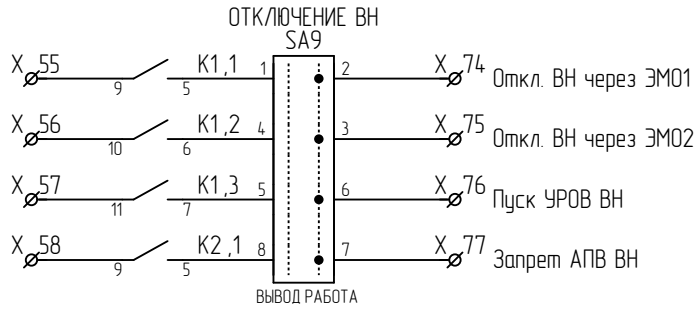 ОТКЛЮЧЕНИЕ ВН
SA9
X 55 9 5 K1,1 1 2 X 74 Откл. ВН через ЭМО1
X 56 10 6 K1,2 4 3 X 75 Откл. ВН через ЭМО2
X 57 11 7 K1,3 5 6 X 76 Пуск УРОВ ВН
X 58 9 5 K2,1 8 7 X 77 Запрет АПВ ВН
ВЫВОД РАБОТА